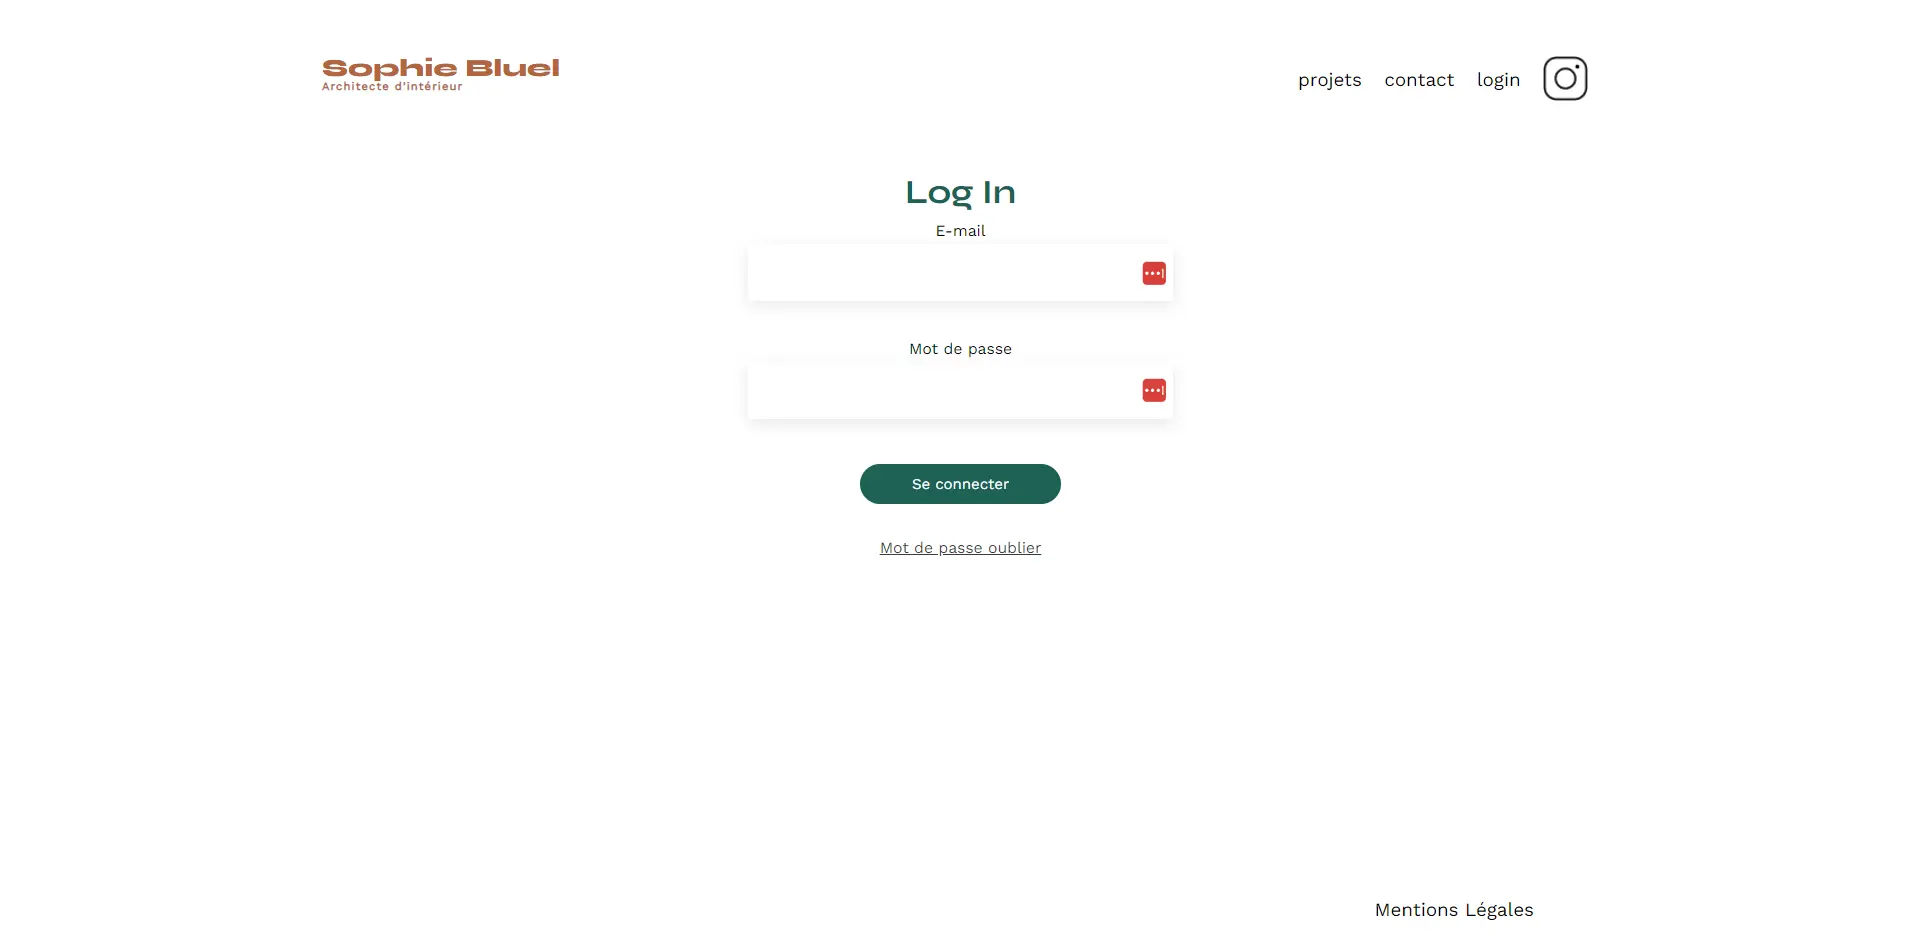 Sophie Bluel
Architecte d'intérieur
projets contact login
Log In
E-mail
Mot de passe
Se connecter
Mot de passe oublier
Mentions Légales